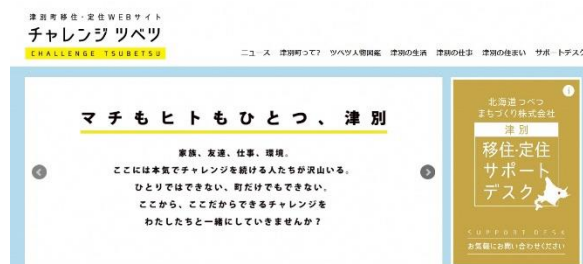 津別町移住・定住WEBサイト
チャレンジ ツベツ
CHALLENGE TSUBETSU
ニュース 津別町って? ツベツ人物図鑑 津別の生活 津別の仕事 津別の住まい サポートデスク
マチもヒトもひとつ、津別
家族、友達、仕事、環境。
ここには本気でチャレンジを続ける人たちが沢山いる。
ひとりではできない、町だけでもできない。
ここから、ここだからできるチャレンジを
わたしたちと一緒にしていきませんか?
北海道つべつ
まちづくり株式会社
津別
移住・定住
サポート
デスク
SUPPORT DESK
お気軽にお問い合わせください